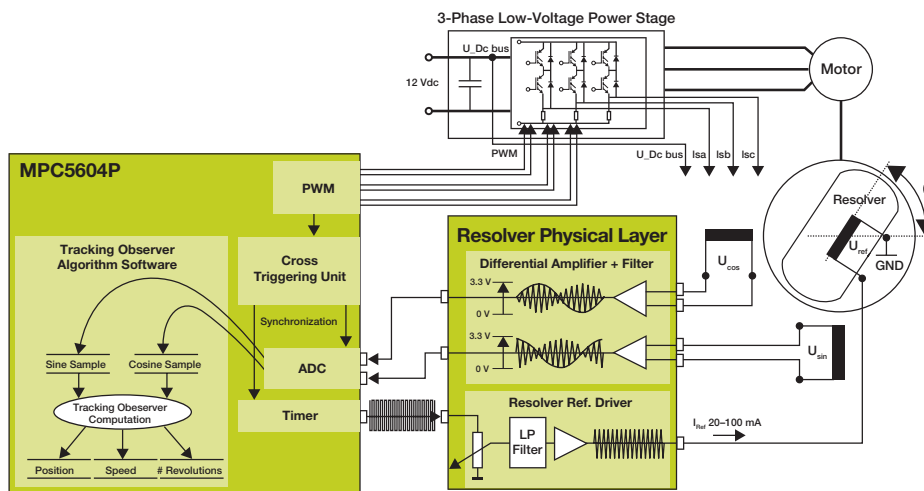 3-Phase Low-Voltage Power Stage
U_Dc bus
12 Vdc
Motor
PWM
U_Dc bus
Isa
Isb
Isc
MPC5604P
PWM
Tracking Observer
Algorithm Software
Cross
Triggering Unit
Synchronization
Sine Sample
Cosine Sample
ADC
Tracking Obeserver
Computation
Timer
Position
Speed
# Revolutions
Resolver Physical Layer
Differential Amplifier + Filter
3.3 V
0 V
3.3 V
0 V
Resolver Ref. Driver
LP
Filter
Ucos
Usin
IRef 20–100 mA
Resolver
Uref
GND